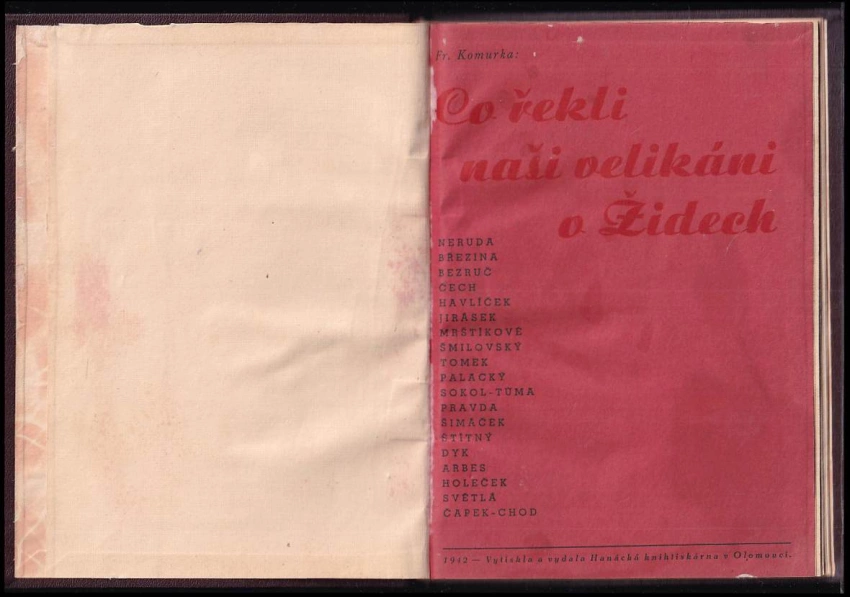 Fr. Komurka:
Co řekli
naši velikáni
o Židech
NERUDA
BŘEZINA
BEZRUČ
ČECH
HAVLÍČEK
JIRÁSEK
MRŠTÍKOVÉ
ŠMILOVSKÝ
TOMEK
PALACKÝ
SOKOL-TŮMA
PRAVDA
ŠIMÁČEK
ŠTÍTNÝ
DYK
ARBES
HOLEČEK
SVĚTLÁ
ČAPEK-CHOD
1942 — Vytiskla a vydala Hanácká knihtiskárna v Olomouci.